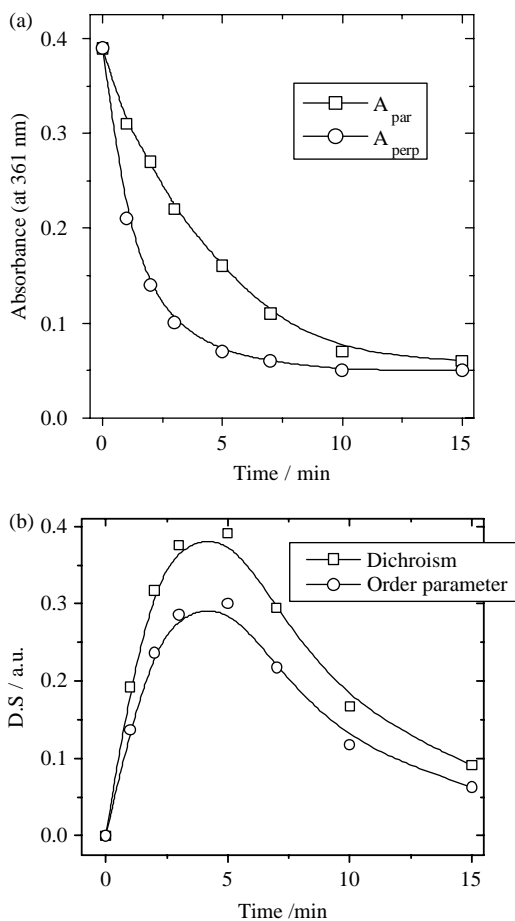 (a)
0.4
0.3
0.2
0.1
0.0
Absorbance (at 361 nm)
A par
A perp
0 5 10 15
Time / min
(b)
0.4
0.3
0.2
0.1
0.0
D.S / a.u.
Dichroism
Order parameter
0 5 10 15
Time /min